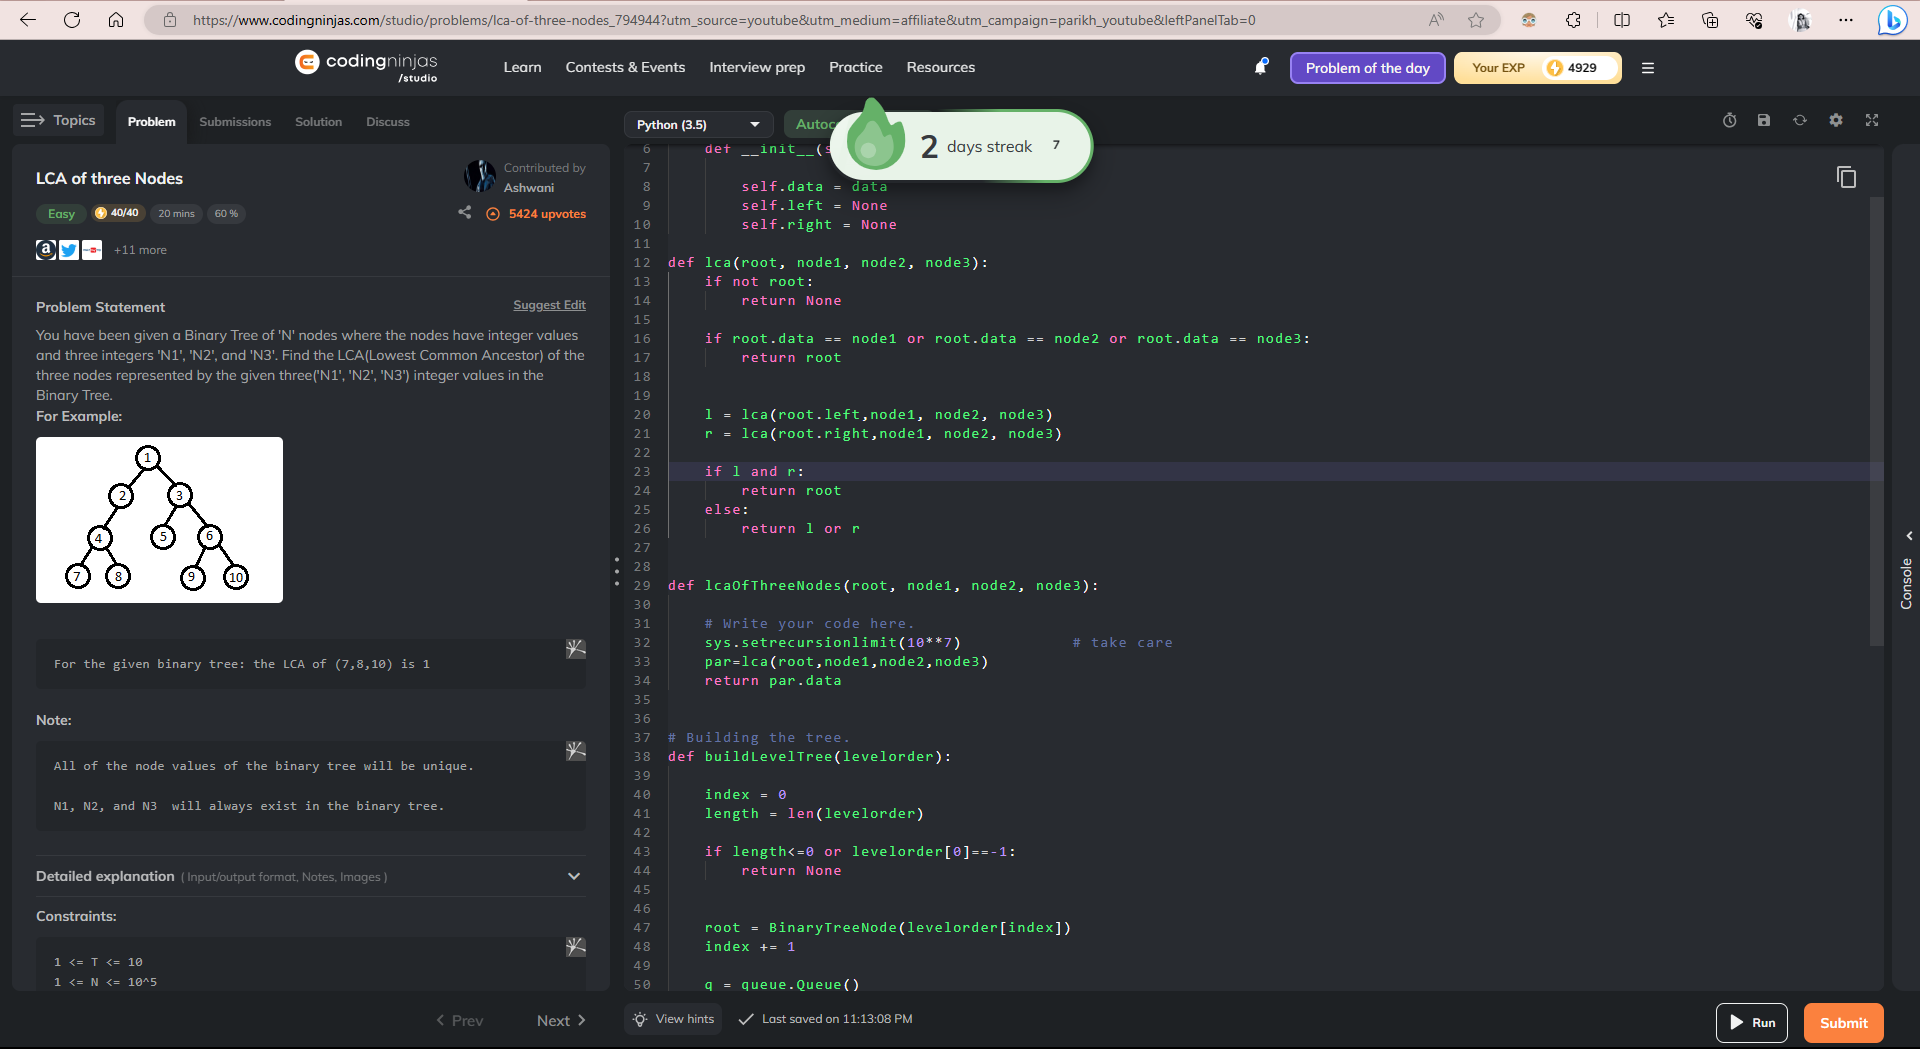 https://www.codingninjas.com/studio/problems/lca-of-three-nodes_794944?utm_source=youtube&utm_medium=affiliate&utm_campaign=parikh_youtube&leftPanelTab=0
codingninjas
/studio
Learn
Contests & Events
Interview prep
Practice
Resources
Problem of the day
Your EXP
4929
Topics
Problem
Submissions
Solution
Discuss
Python (3.5)
Autoc
2 days streak 7
LCA of three Nodes
Contributed by
Ashwani
Easy
40/40
20 mins
60 %
5424 upvotes
+11 more
Problem Statement
Suggest Edit
You have been given a Binary Tree of 'N' nodes where the nodes have integer values
and three integers 'N1', 'N2', and 'N3'. Find the LCA(Lowest Common Ancestor) of the
three nodes represented by the given three('N1', 'N2', 'N3') integer values in the
Binary Tree.
For Example:
1
2 3
4 5 6
7 8 9 10
For the given binary tree: the LCA of (7,8,10) is 1
Note:
All of the node values of the binary tree will be unique.
N1, N2, and N3  will always exist in the binary tree.
Detailed explanation ( Input/output format, Notes, Images )
Constraints:
1 <= T <= 10
1 <= N <= 10^5
Prev
Next
6     def __init__(s
7
8         self.data = data
9         self.left = None
10         self.right = None
11
12 def lca(root, node1, node2, node3):
13     if not root:
14         return None
15
16     if root.data == node1 or root.data == node2 or root.data == node3:
17         return root
18
19
20     l = lca(root.left,node1, node2, node3)
21     r = lca(root.right,node1, node2, node3)
22
23     if l and r:
24         return root
25     else:
26         return l or r
27
28
29 def lcaOfThreeNodes(root, node1, node2, node3):
30
31     # Write your code here.
32     sys.setrecursionlimit(10**7)            # take care
33     par=lca(root,node1,node2,node3)
34     return par.data
35
36
37 # Building the tree.
38 def buildLevelTree(levelorder):
39
40     index = 0
41     length = len(levelorder)
42
43     if length<=0 or levelorder[0]==-1:
44         return None
45
46
47     root = BinaryTreeNode(levelorder[index])
48     index += 1
49
50     q = queue.Queue()
Console
View hints
Last saved on 11:13:08 PM
Run
Submit